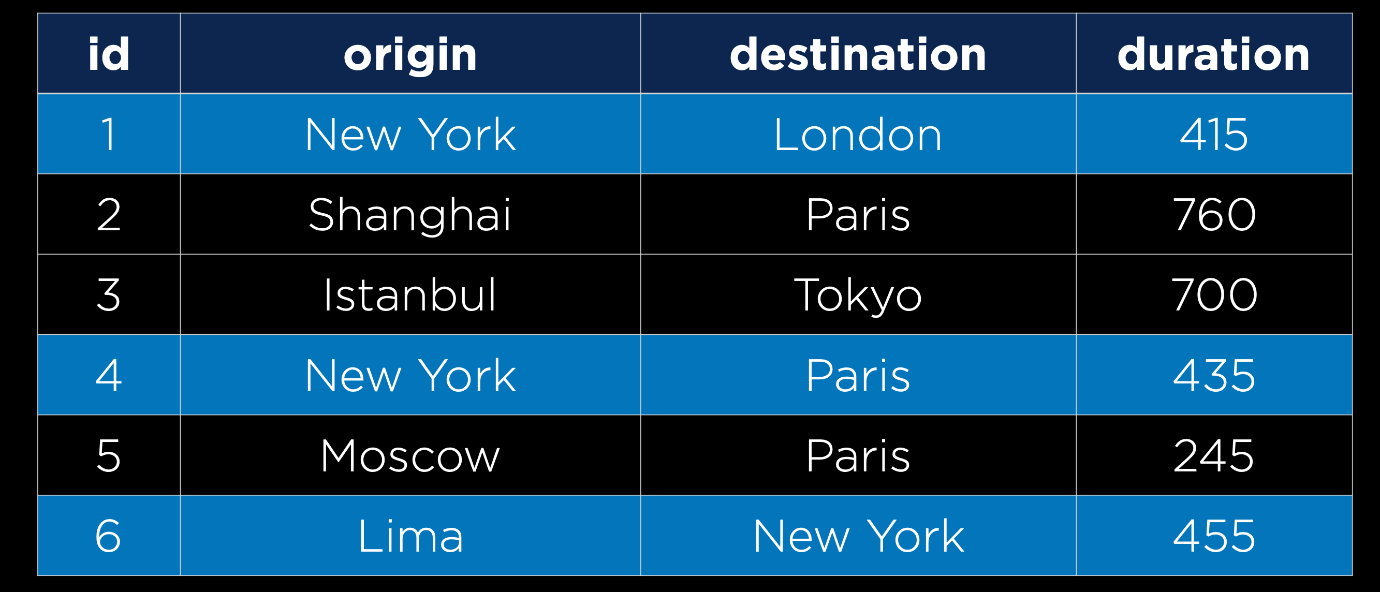 id origin destination duration
1 New York London 415
2 Shanghai Paris 760
3 Istanbul Tokyo 700
4 New York Paris 435
5 Moscow Paris 245
6 Lima New York 455